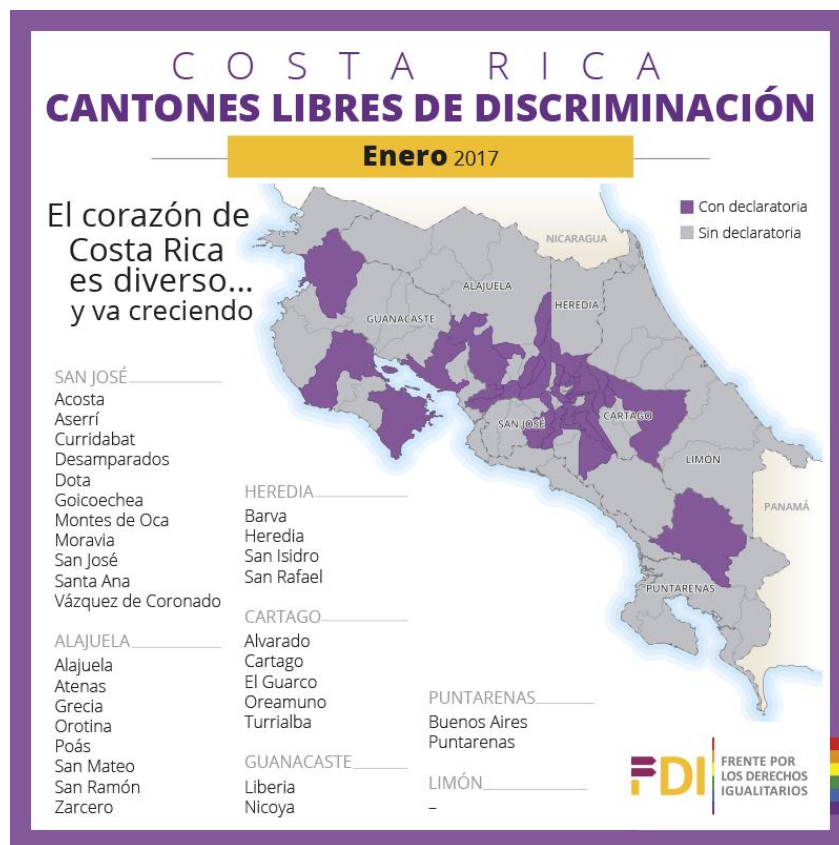 COSTA RICA
CANTONES LIBRES DE DISCRIMINACIÓN
Enero 2017
El corazón de
Costa Rica
es diverso...
y va creciendo
Con declaratoria
Sin declaratoria
NICARAGUA
ALAJUELA
HEREDIA
GUANACASTE
SAN JOSÉ
CARTAGO
LIMÓN
PANAMÁ
PUNTARENAS
SAN JOSÉ
Acosta
Aserrí
Curridabat
Desamparados
Dota
Goicoechea
Montes de Oca
Moravia
San José
Santa Ana
Vázquez de Coronado
ALAJUELA
Alajuela
Atenas
Grecia
Orotina
Poás
San Mateo
San Ramón
Zarcero
HEREDIA
Barva
Heredia
San Isidro
San Rafael
CARTAGO
Alvarado
Cartago
El Guarco
Oreamuno
Turrialba
GUANACASTE
Liberia
Nicoya
PUNTARENAS
Buenos Aires
Puntarenas
LIMÓN
–
FDI
FRENTE POR
LOS DERECHOS
IGUALITARIOS